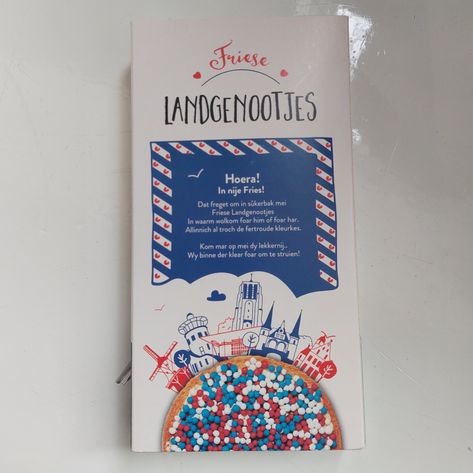 Friese
LANDGENOOTJES
Hoera!
In nije Fries!
Dat freget om in sûkerbak mei
Friese Landgenootjes
In waarm wolkom foar him of foar har.
Allinnich al troch de fertroude kleurkes.
Kom mar op mei dy lekkernij..
Wy binne der klear foar om te struien!